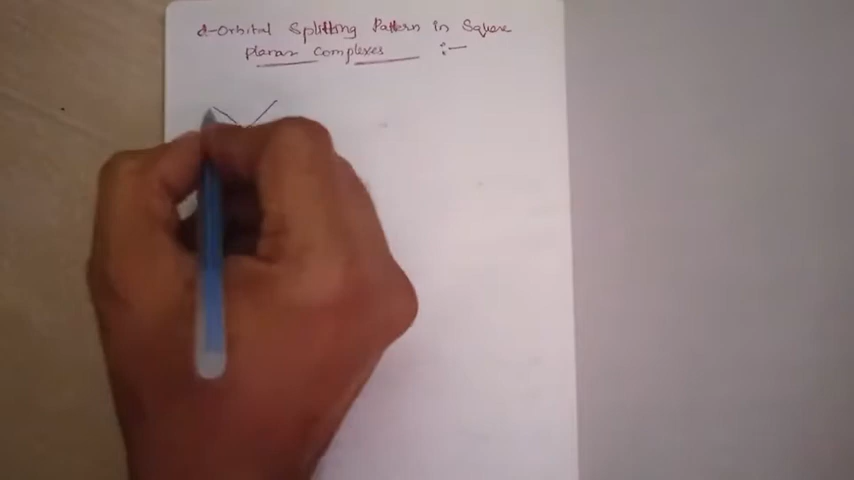 d-Orbital Splitting Pattern in Square
planar Complexes :-